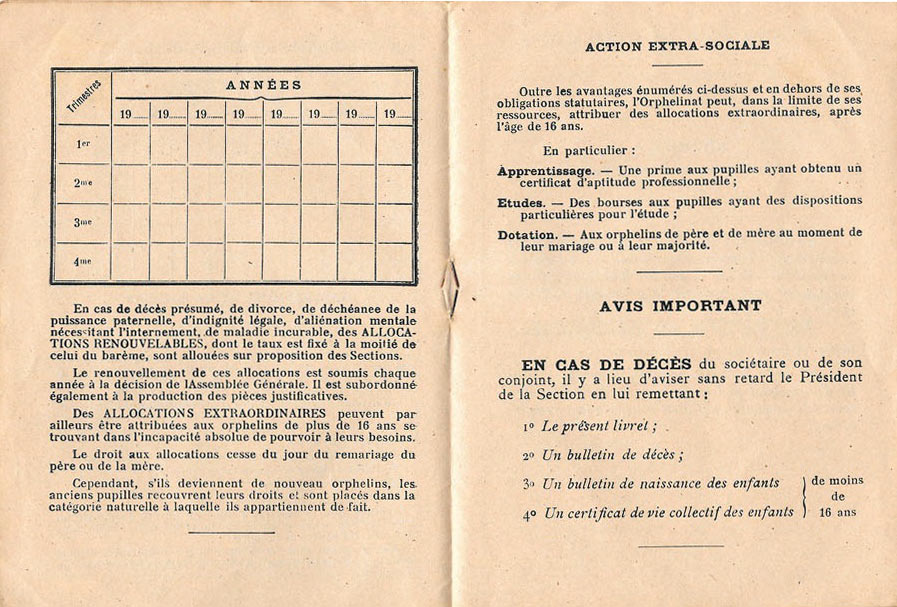 ANNÉES
Trimestres
19...... 19...... 19...... 19...... 19...... 19...... 19...... 19......
1er
2me
3me
4me
En cas de décès présumé, de divorce, de déchéane de la
puissance paternelle, d'indignité légale, d'aliénation mentale
nécessitant l'internement, de maladie incurable, des ALLOCA-
TIONS RENOUVELABLES, dont le taux est fixé à la moitié de
celui du barème, sont allouées sur proposition des Sections.
Le renouvellement de ces allocations est soumis chaque
année à la décision de lAssemblée Générale. Il est subordonné
également à la production des pièces justificatives.
Des ALLOCATIONS EXTRAORDINAIRES peuvent par
ailleurs être attribuées aux orphelins de plus de 16 ans se
trouvant dans l'incapacité absolue de pourvoir à leurs besoins.
Le droit aux allocations cesse du jour du remariage du
père ou de la mère.
Cependant, s'ils deviennent de nouveau orphelins, les
anciens pupilles recouvrent leurs droits et sont placés dans la
catégorie naturelle à laquelle ils appartiennent de fait.
ACTION EXTRA-SOCIALE
Outre les avantages énumérés ci-dessus et en dehors de ses
obligations statutaires, l'Orphelinat peut, dans la limite de ses
ressources, attribuer des allocations extraordinaires, après
l'âge de 16 ans.
En particulier :
Apprentissage. — Une prime aux pupilles ayant obtenu un
certificat d'aptitude professionnelle ;
Etudes. — Des bourses aux pupilles ayant des dispositions
particulières pour l'étude ;
Dotation. — Aux orphelins de père et de mère au moment de
leur mariage ou à leur majorité.
AVIS IMPORTANT
EN CAS DE DÉCÈS du sociétaire ou de son
conjoint, il y a lieu d'aviser sans retard le Président
de la Section en lui remettant :
1º Le présent livret ;
2º Un bulletin de décès ;
3º Un bulletin de naissance des enfants
4º Un certificat de vie collectif des enfants
de moins
de
16 ans